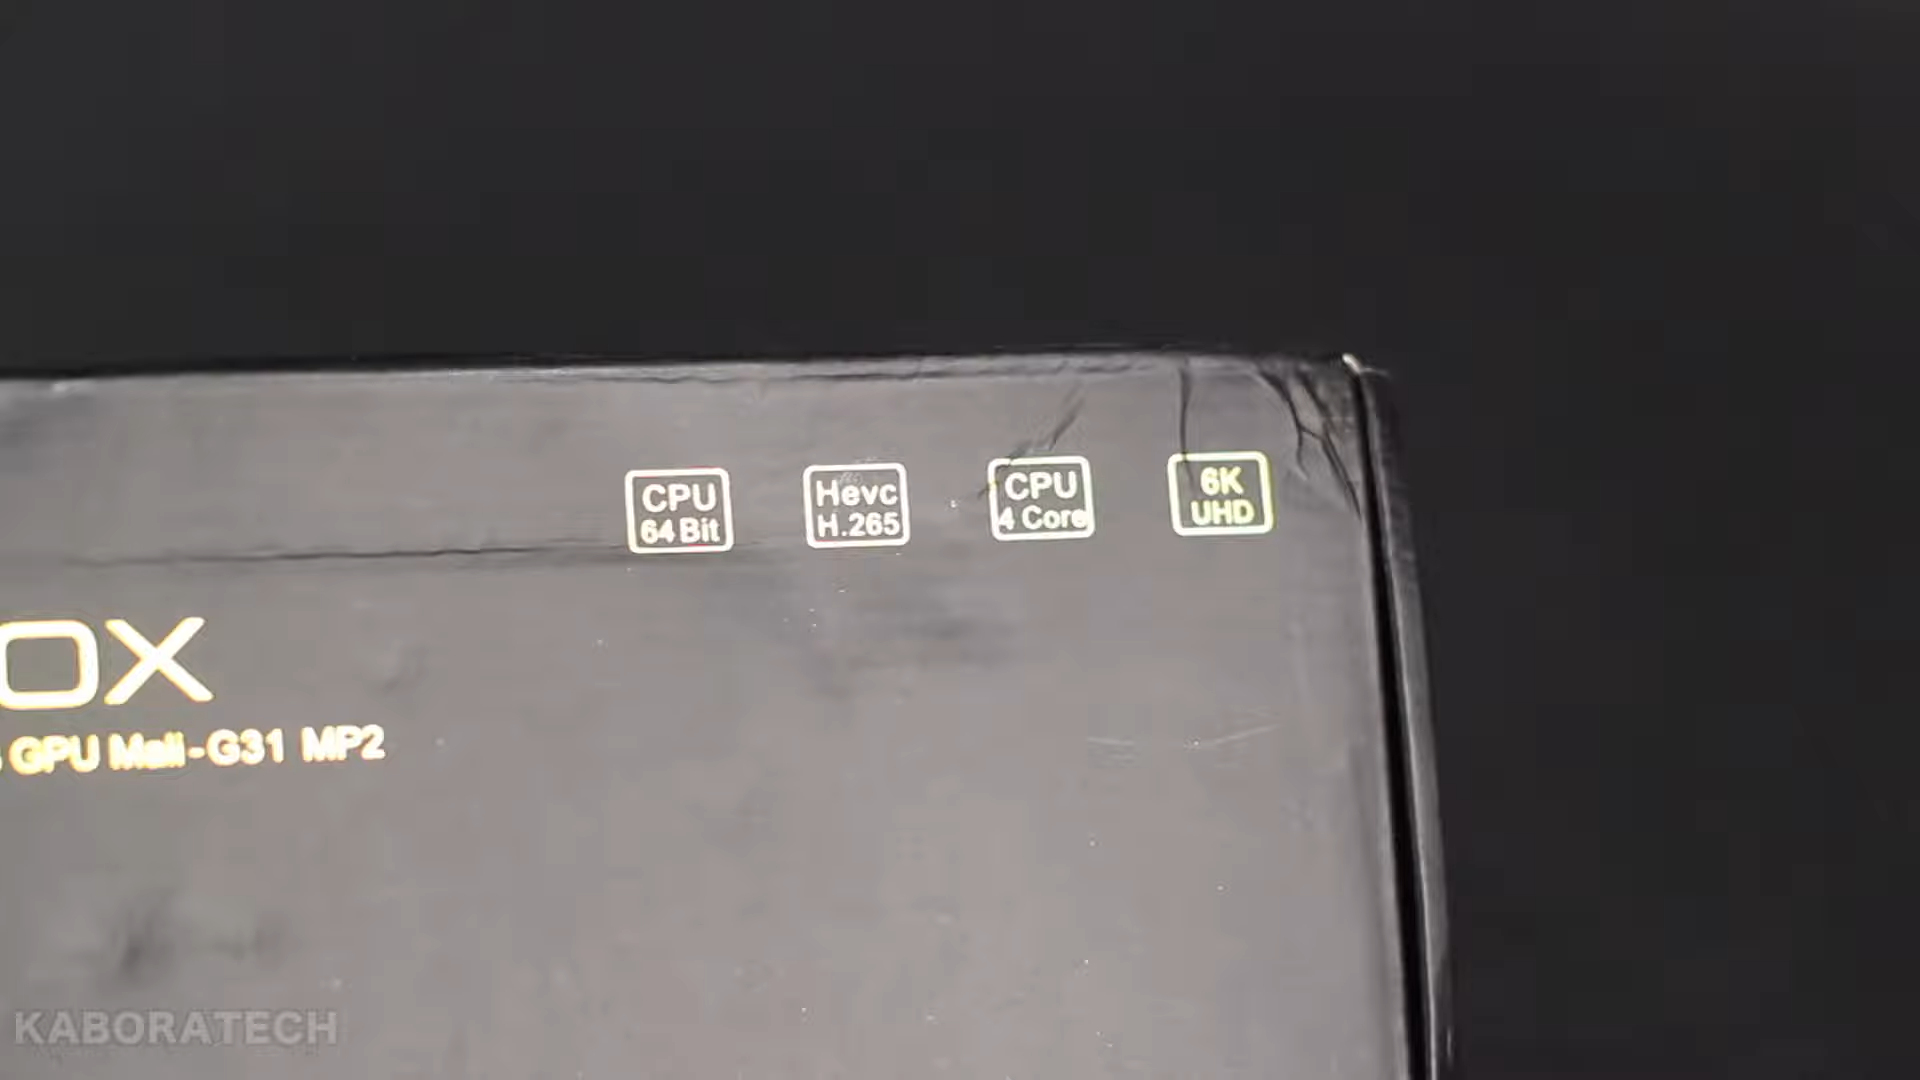 CPU
64 Bit
Hevc
H.265
CPU
4 Core
6K
UHD
OX
GPU Mali-G31 MP2
KABORATECH